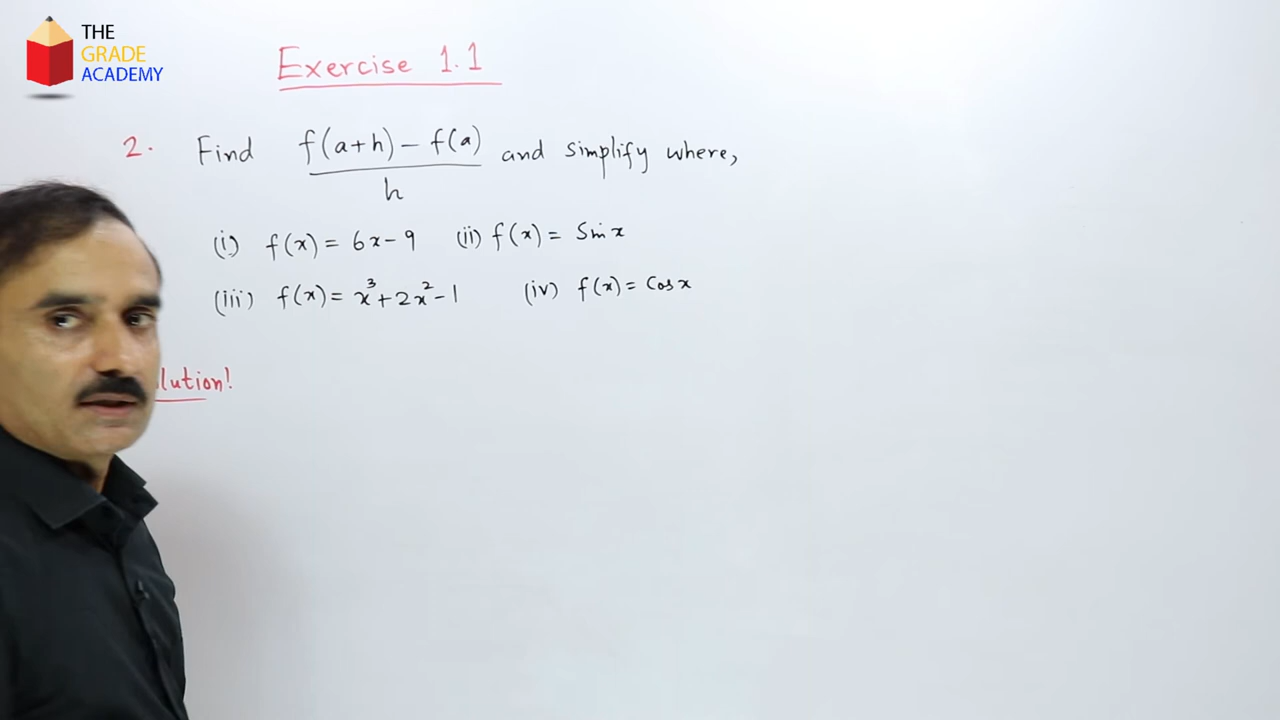 THE
GRADE
ACADEMY
Exercise 1.1
2. Find f(a+h) - f(a) / h and simplify where,
(i) f(x) = 6x - 9 (ii) f(x) = Sin x
(iii) f(x) = x³ + 2x² - 1 (iv) f(x) = Cos x
lution!